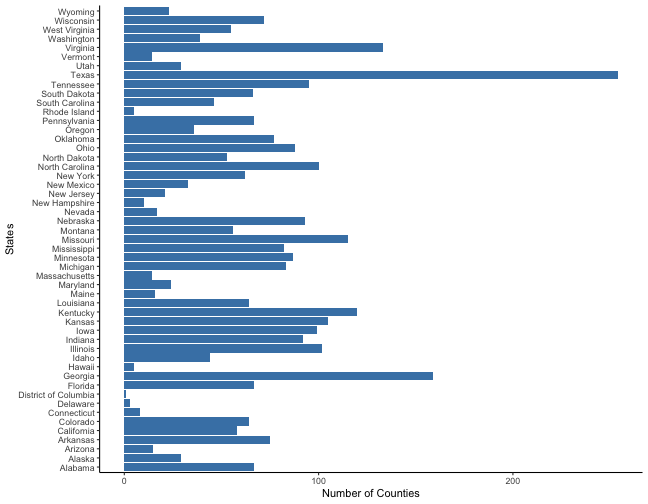 Wyoming
Wisconsin
West Virginia
Washington
Virginia
Vermont
Utah
Texas
Tennessee
South Dakota
South Carolina
Rhode Island
Pennsylvania
Oregon
Oklahoma
Ohio
North Dakota
North Carolina
New York
New Mexico
New Jersey
New Hampshire
Nevada
Nebraska
Montana
Missouri
Mississippi
Minnesota
Michigan
Massachusetts
Maryland
Maine
Louisiana
Kentucky
Kansas
Iowa
Indiana
Illinois
Idaho
Hawaii
Georgia
Florida
District of Columbia
Delaware
Connecticut
Colorado
California
Arkansas
Arizona
Alaska
Alabama
States
0 100 200
Number of Counties